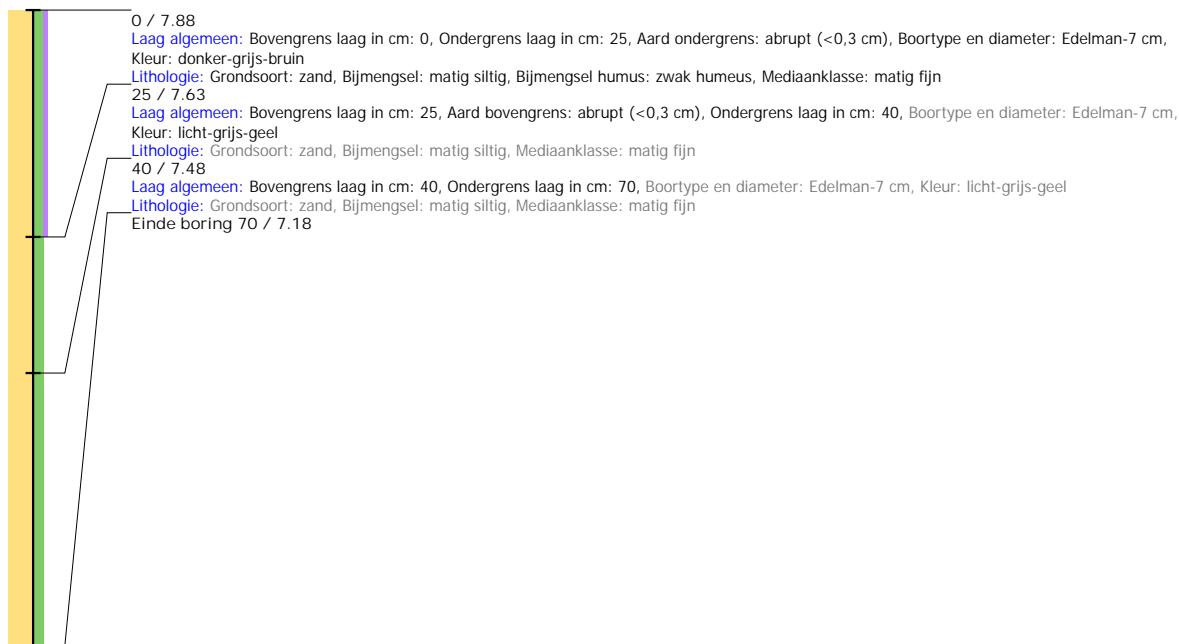 0 / 7.88
Laag algemeen: Bovengrens laag in cm: 0, Ondergrens laag in cm: 25, Aard ondergrens: abrupt (<0,3 cm), Boortype en diameter: Edelman-7 cm,
Kleur: donker-grijs-bruin
Lithologie: Grondsoort: zand, Bijmengsel: matig siltig, Bijmengsel humus: zwak humeus, Mediaanklasse: matig fijn
25 / 7.63
Laag algemeen: Bovengrens laag in cm: 25, Aard bovengrens: abrupt (<0,3 cm), Ondergrens laag in cm: 40, Boortype en diameter: Edelman-7 cm,
Kleur: licht-grijs-geel
Lithologie: Grondsoort: zand, Bijmengsel: matig siltig, Mediaanklasse: matig fijn
40 / 7.48
Laag algemeen: Bovengrens laag in cm: 40, Ondergrens laag in cm: 70, Boortype en diameter: Edelman-7 cm, Kleur: licht-grijs-geel
Lithologie: Grondsoort: zand, Bijmengsel: matig siltig, Mediaanklasse: matig fijn
Einde boring 70 / 7.18